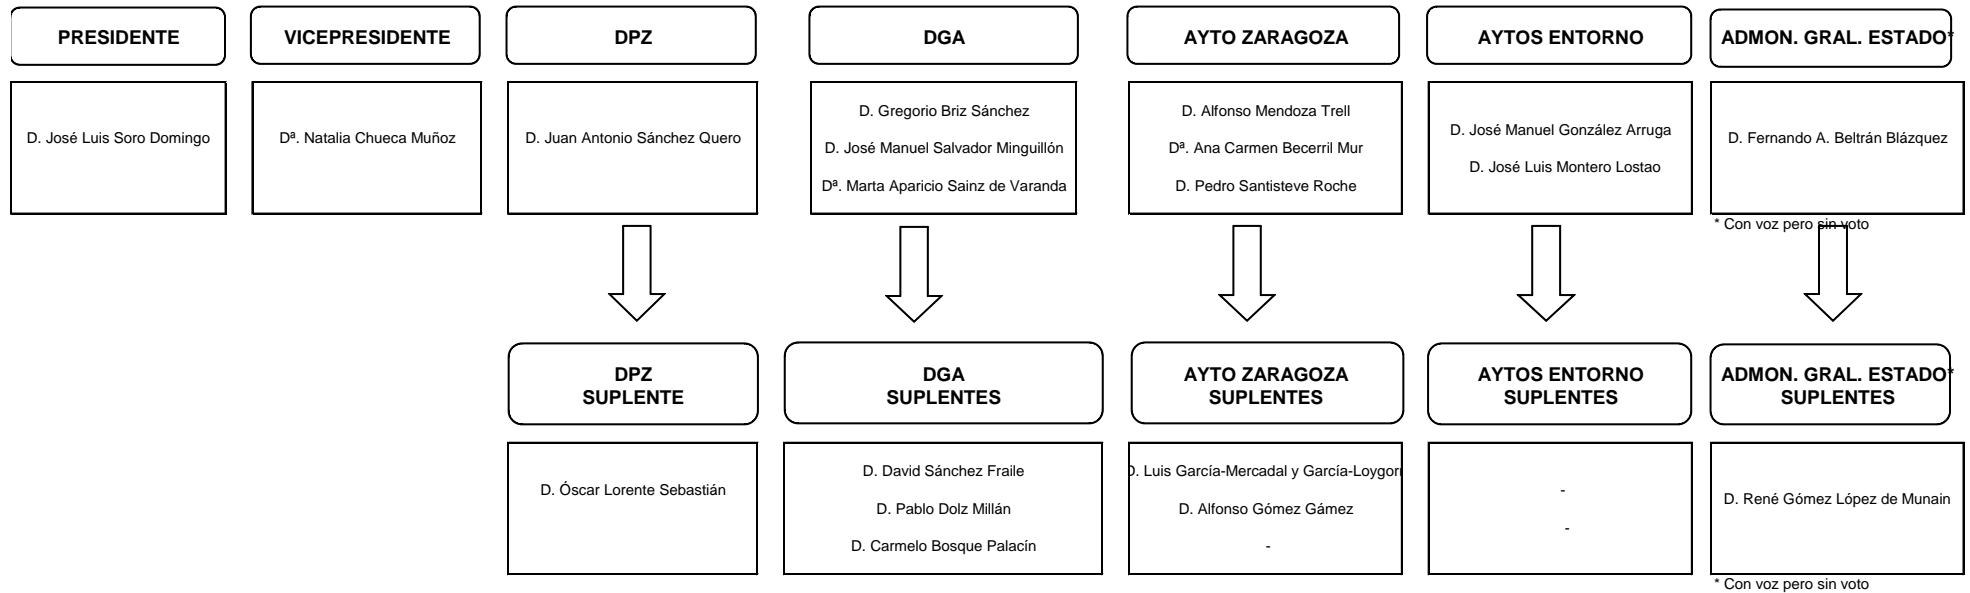 PRESIDENTE
VICEPRESIDENTE
DPZ
DGA
AYTO ZARAGOZA
AYTOS ENTORNO
ADMON. GRAL. ESTADO*
D. José Luis Soro Domingo
Dª. Natalia Chueca Muñoz
D. Juan Antonio Sánchez Quero
D. Gregorio Briz Sánchez
D. José Manuel Salvador Minguillón
Dª. Marta Aparicio Sainz de Varanda
D. Alfonso Mendoza Trell
Dª. Ana Carmen Becerril Mur
D. Pedro Santisteve Roche
D. José Manuel González Arruga
D. José Luis Montero Lostao
D. Fernando A. Beltrán Blázquez
* Con voz pero sin voto
DPZ
SUPLENTE
DGA
SUPLENTES
AYTO ZARAGOZA
SUPLENTES
AYTOS ENTORNO
SUPLENTES
ADMON. GRAL. ESTADO*
SUPLENTES
D. Óscar Lorente Sebastián
D. David Sánchez Fraile
D. Pablo Dolz Millán
D. Carmelo Bosque Palacín
D. Luis García-Mercadal y
D. Alfonso Gómez Gámez
-
-
-
D. René Gómez López de Munain
* Con voz pero sin voto